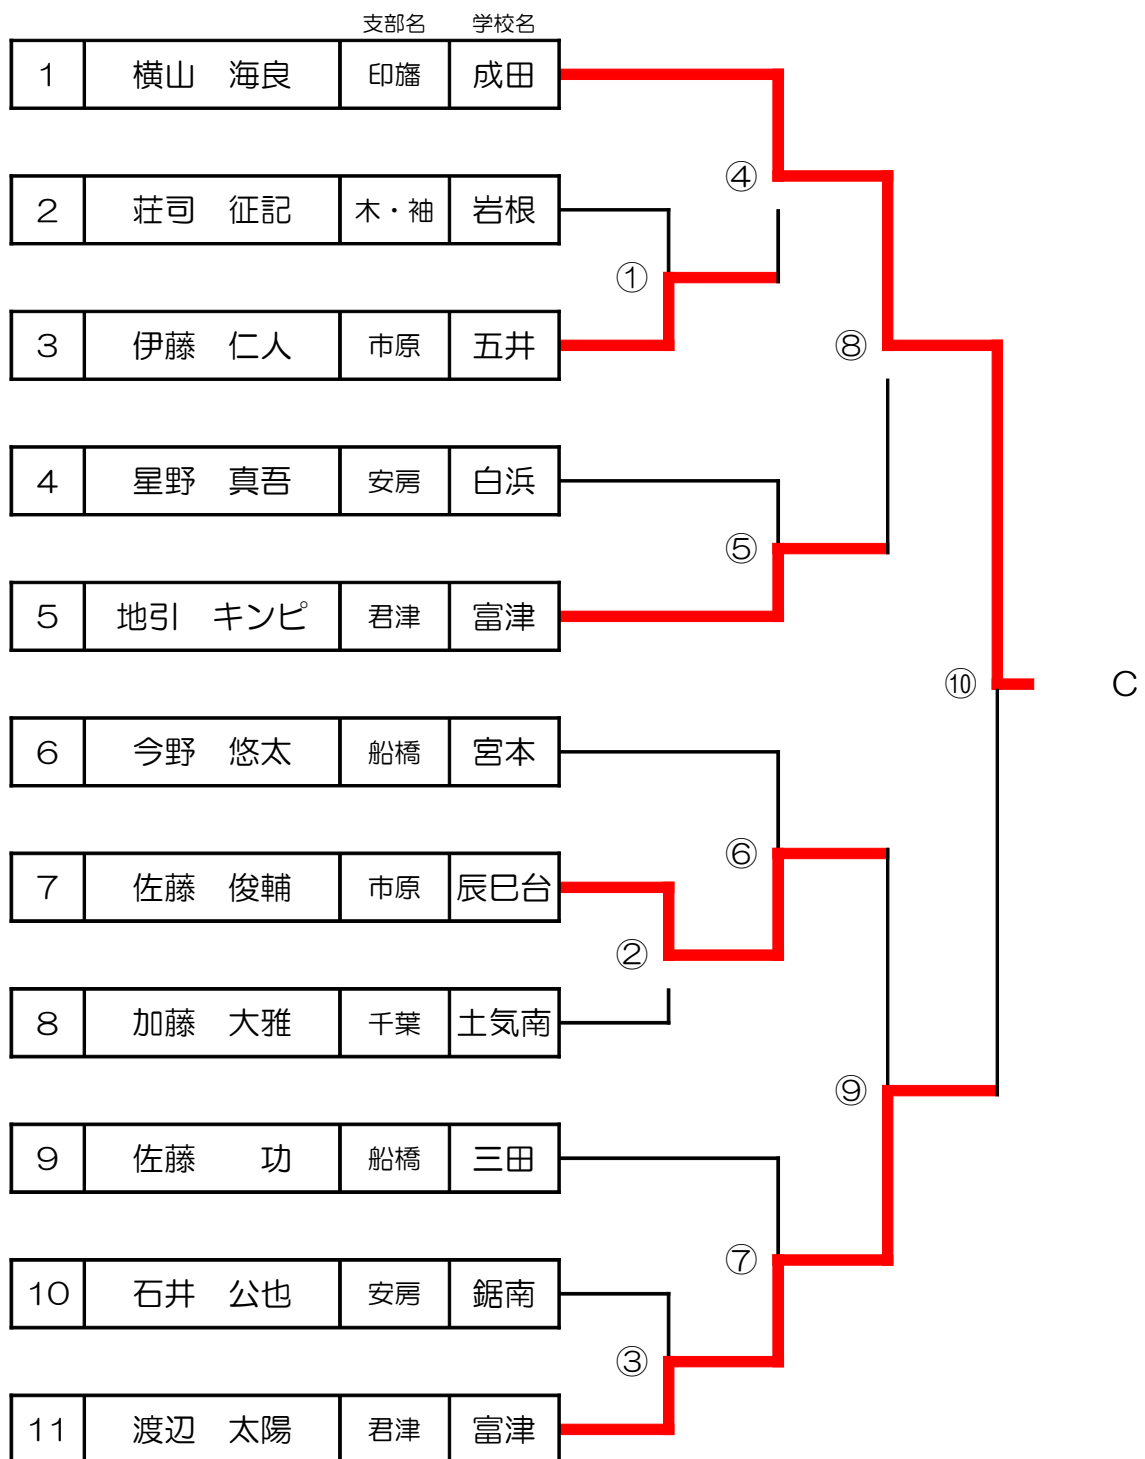 支部名 学校名
1 横山 海良 印旛 成田
④
2 荘司 征記 木・袖 岩根
①
3 伊藤 仁人 市原 五井
⑧
4 星野 真吾 安房 白浜
⑤
5 地引 キンピ 君津 富津
⑩ C
6 今野 悠太 船橋 宮本
⑥
7 佐藤 俊輔 市原 辰巳台
②
8 加藤 大雅 千葉 土気南
⑨
9 佐藤 功 船橋 三田
⑦
10 石井 公也 安房 鋸南
③
11 渡辺 太陽 君津 富津